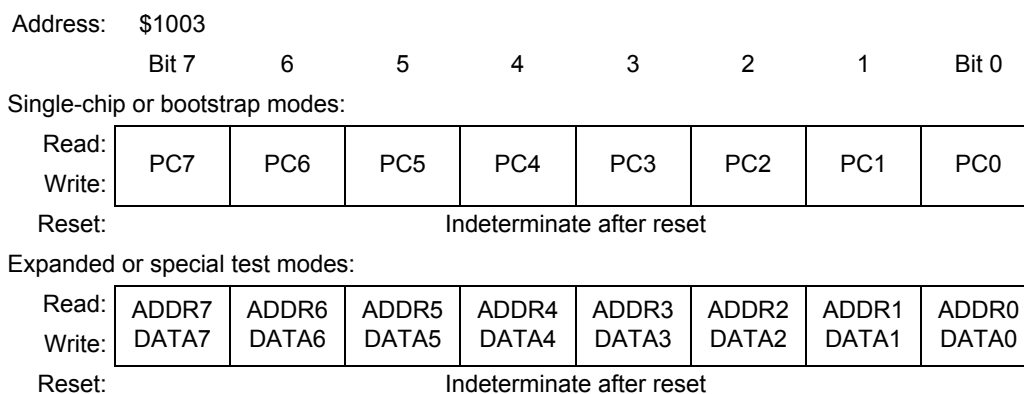 Address: $1003
Bit 7 6 5 4 3 2 1 Bit 0
Single-chip or bootstrap modes:
Read:
PC7 PC6 PC5 PC4 PC3 PC2 PC1 PC0
Write:
Reset: Indeterminate after reset
Expanded or special test modes:
Read: ADDR7 ADDR6 ADDR5 ADDR4 ADDR3 ADDR2 ADDR1 ADDR0
Write: DATA7 DATA6 DATA5 DATA4 DATA3 DATA2 DATA1 DATA0
Reset: Indeterminate after reset